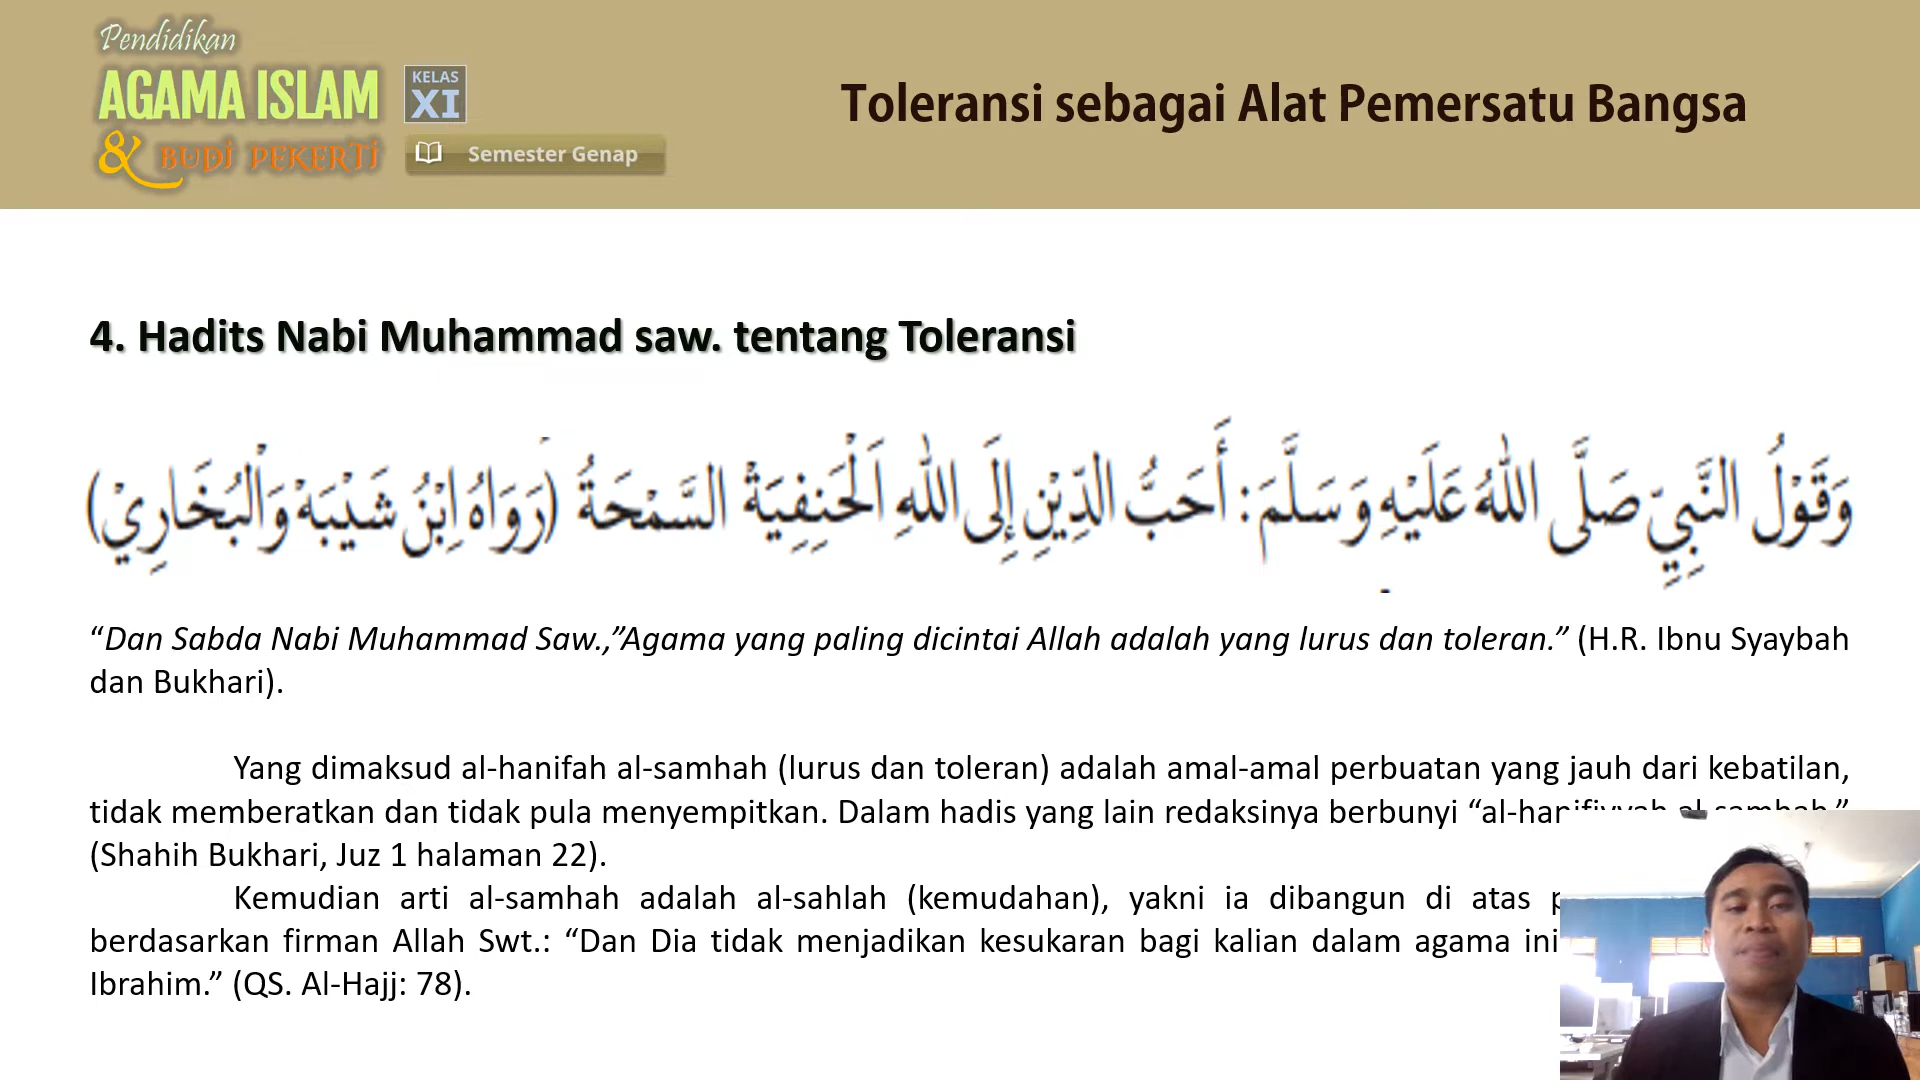 Pendidikan
AGAMA ISLAM
& BUDI PEKERTI
KELAS
XI
Semester Genap
Toleransi sebagai Alat Pemersatu Bangsa
4. Hadits Nabi Muhammad saw. tentang Toleransi
وَقَوْلُ النَّبِيِّ صَلَّى اللهُ عَلَيْهِ وَسَلَّمَ: أَحَبُّ الدِّيْنِ إِلَى اللهِ اَلْحَنِفِيَةْ السَّمْحَةُ (رَوَاهُ اِبْنُ شَيْبَهْ وَالْبُخَارِيْ)
“Dan Sabda Nabi Muhammad Saw.,”Agama yang paling dicintai Allah adalah yang lurus dan toleran.” (H.R. Ibnu Syaybah
dan Bukhari).
Yang dimaksud al-hanifah al-samhah (lurus dan toleran) adalah amal-amal perbuatan yang jauh dari kebatilan,
tidak memberatkan dan tidak pula menyempitkan. Dalam hadis yang lain redaksinya berbunyi “al-hanifiyyah al-samhah.”
(Shahih Bukhari, Juz 1 halaman 22).
Kemudian arti al-samhah adalah al-sahlah (kemudahan), yakni ia dibangun di atas
berdasarkan firman Allah Swt.: “Dan Dia tidak menjadikan kesukaran bagi kalian dalam agama ini
Ibrahim.” (QS. Al-Hajj: 78).